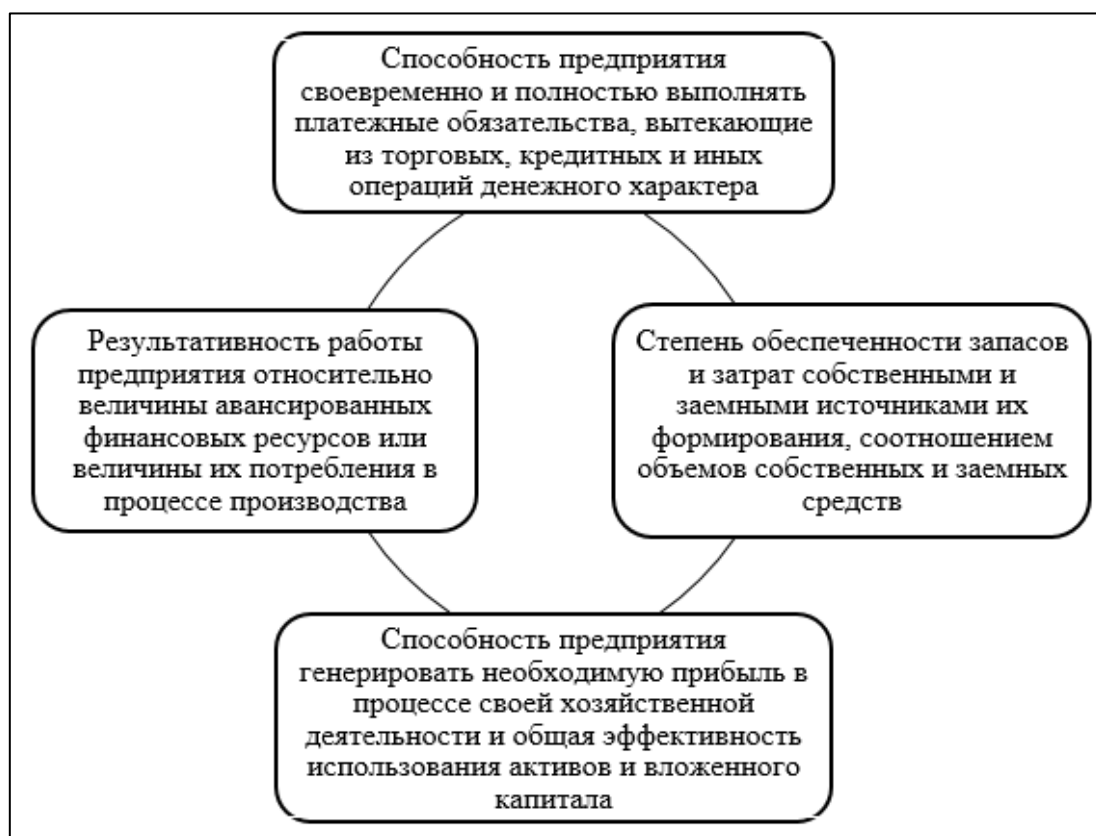 Способность предприятия
своевременно и полностью выполнять
платежные обязательства, вытекающие
из торговых, кредитных и иных
операций денежного характера
Результативность работы
предприятия относительно
величины авансированных
финансовых ресурсов или
величины их потребления в
процессе производства
Степень обеспеченности запасов
и затрат собственными и
заемными источниками их
формирования, соотношением
объемов собственных и заемных
средств
Способность предприятия
генерировать необходимую прибыль в
процессе своей хозяйственной
деятельности и общая эффективность
использования активов и вложенного
капитала